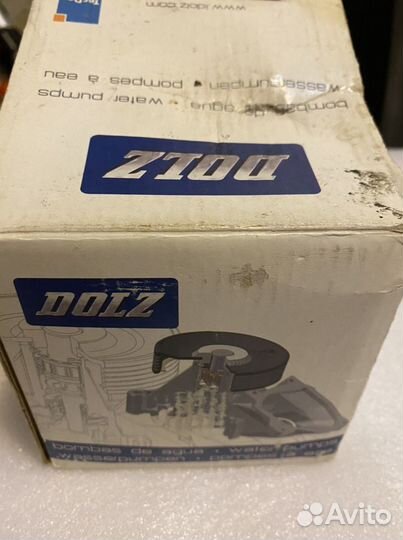 TecDoc
www.idolz.com
bombas de agua • water pumps
wasserpumpen • pompes à eau
DOLZ
DOLZ
bombas de agua • water pumps
wasserpumpen • pompes à eau
Avito